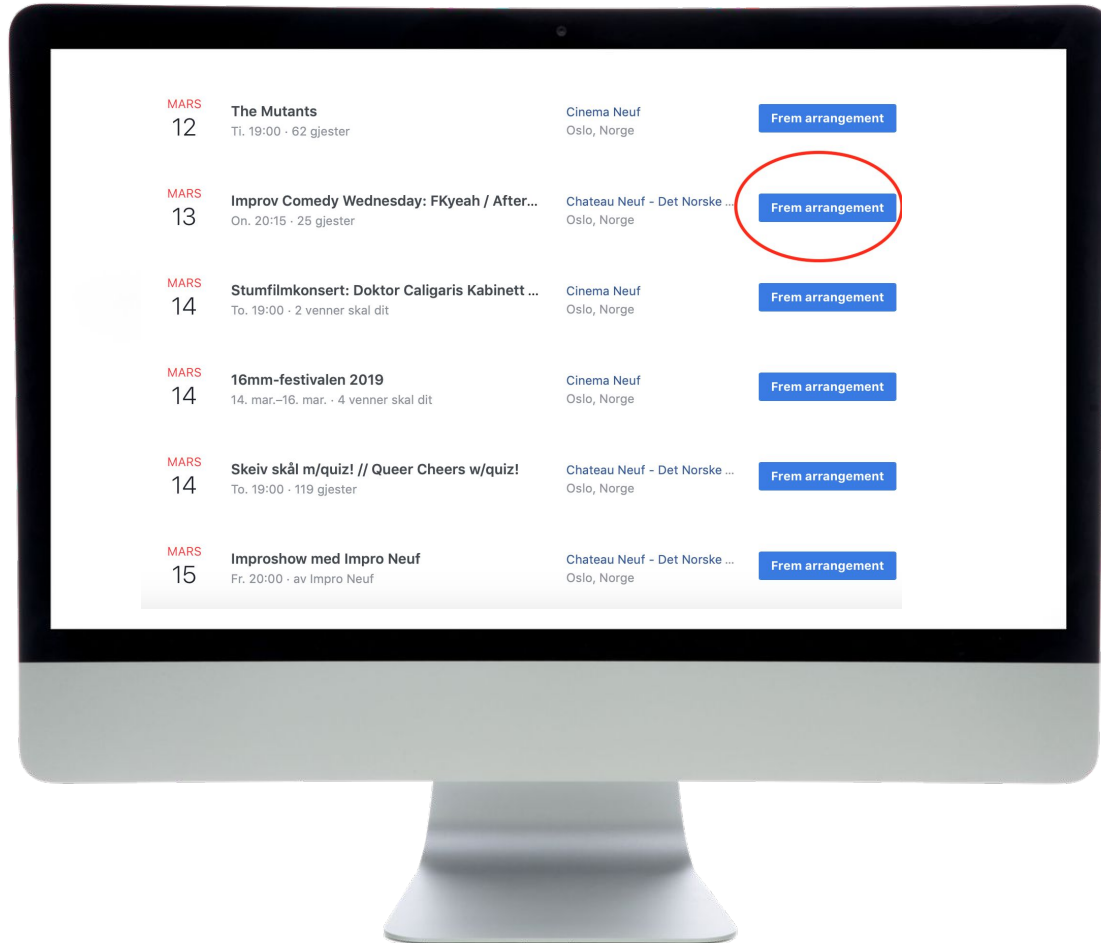 MARS
12
The Mutants
Ti. 19:00 · 62 gjester
Cinema Neuf
Oslo, Norge
Frem arrangement
MARS
13
Improv Comedy Wednesday: FKyeah / After...
On. 20:15 · 25 gjester
Chateau Neuf - Det Norske ...
Oslo, Norge
Frem arrangement
MARS
14
Stumfilmkonsert: Doktor Caligaris Kabinett ...
To. 19:00 · 2 venner skal dit
Cinema Neuf
Oslo, Norge
Frem arrangement
MARS
14
16mm-festivalen 2019
14. mar.–16. mar. · 4 venner skal dit
Cinema Neuf
Oslo, Norge
Frem arrangement
MARS
14
Skeiv skål m/quiz! // Queer Cheers w/quiz!
To. 19:00 · 119 gjester
Chateau Neuf - Det Norske ...
Oslo, Norge
Frem arrangement
MARS
15
Improshow med Impro Neuf
Fr. 20:00 · av Impro Neuf
Chateau Neuf - Det Norske ...
Oslo, Norge
Frem arrangement